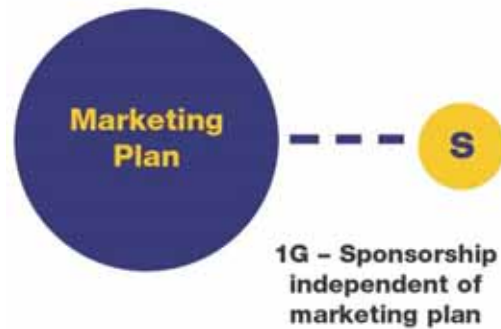 Marketing
Plan
S
1G – Sponsorship
independent of
marketing plan